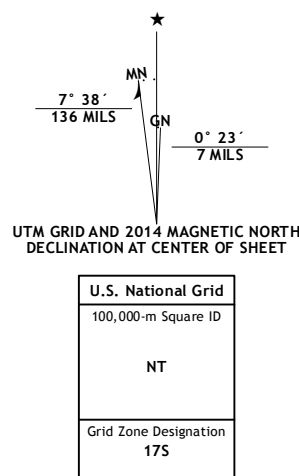 ★
MN
GN
7° 38´
136 MILS
0° 23´
7 MILS
UTM GRID AND 2014 MAGNETIC NORTH
DECLINATION AT CENTER OF SHEET
U.S. National Grid
100,000-m Square ID
NT
Grid Zone Designation
17S